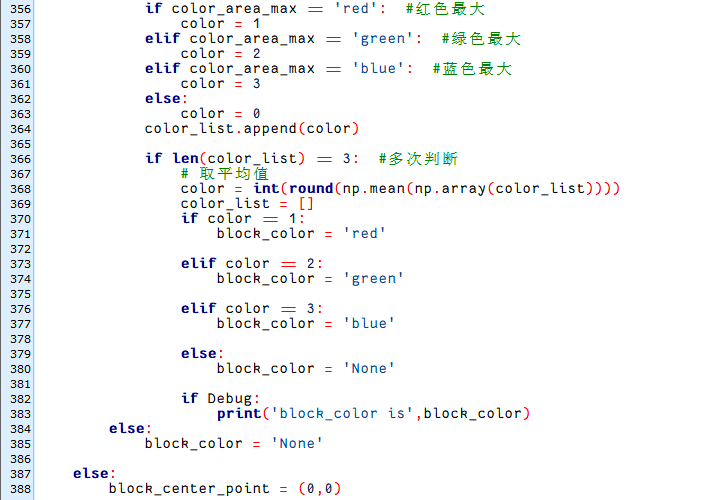 356 if color_area_max == 'red': #红色最大
357 color = 1
358 elif color_area_max == 'green': #绿色最大
359 color = 2
360 elif color_area_max == 'blue': #蓝色最大
361 color = 3
362 else:
363 color = 0
364 color_list.append(color)
365
366 if len(color_list) == 3: #多次判断
367 # 取平均值
368 color = int(round(np.mean(np.array(color_list))))
369 color_list = []
370 if color == 1:
371 block_color = 'red'
372
373 elif color == 2:
374 block_color = 'green'
375
376 elif color == 3:
377 block_color = 'blue'
378
379 else:
380 block_color = 'None'
381
382 if Debug:
383 print('block_color is',block_color)
384 else:
385 block_color = 'None'
386
387 else:
388 block_center_point = (0,0)